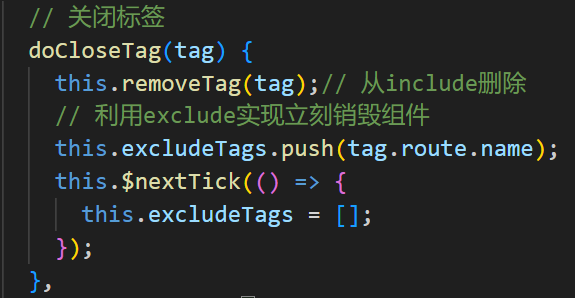 // 关闭标签
doCloseTag(tag) {
this.removeTag(tag);// 从include删除
// 利用exclude实现立刻销毁组件
this.excludeTags.push(tag.route.name);
this.$nextTick(() => {
this.excludeTags = [];
});
},